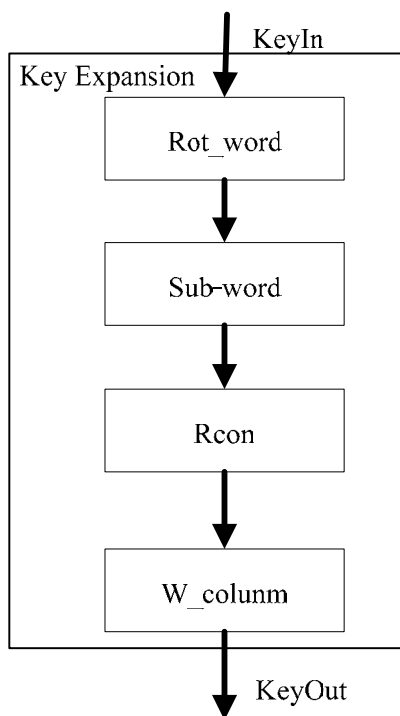 KeyIn
Key Expansion
Rot_word
Sub-word
Rcon
W_colunm
KeyOut